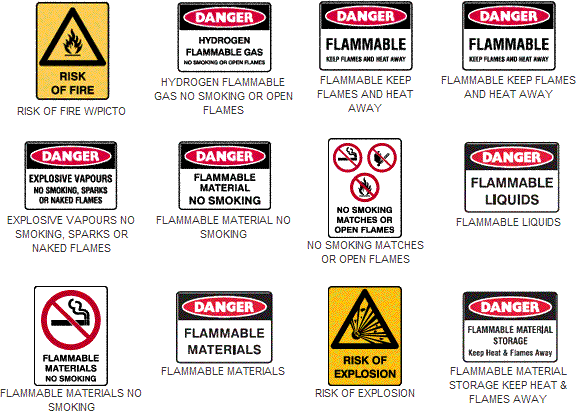 RISK
OF FIRE
RISK OF FIRE W/PICTO
DANGER
HYDROGEN
FLAMMABLE GAS
NO SMOKING OR OPEN FLAMES
HYDROGEN FLAMMABLE
GAS NO SMOKING OR OPEN
FLAMES
DANGER
FLAMMABLE
KEEP FLAMES AND HEAT AWAY
FLAMMABLE KEEP
FLAMES AND HEAT
AWAY
DANGER
FLAMMABLE
KEEP FLAMES AND HEAT AWAY
FLAMMABLE KEEP FLAMES
AND HEAT AWAY
DANGER
EXPLOSIVE VAPOURS
NO SMOKING, SPARKS
OR NAKED FLAMES
EXPLOSIVE VAPOURS NO
SMOKING, SPARKS OR
NAKED FLAMES
DANGER
FLAMMABLE
MATERIAL
NO SMOKING
FLAMMABLE MATERIAL NO
SMOKING
NO SMOKING
MATCHES OR
OPEN FLAMES
NO SMOKING MATCHES
OR OPEN FLAMES
DANGER
FLAMMABLE
LIQUIDS
FLAMMABLE LIQUIDS
FLAMMABLE
MATERIALS
NO SMOKING
FLAMMABLE MATERIALS NO
SMOKING
DANGER
FLAMMABLE
MATERIALS
FLAMMABLE MATERIALS
RISK OF
EXPLOSION
RISK OF EXPLOSION
DANGER
FLAMMABLE MATERIAL
STORAGE
Keep Heat & Flames Away
FLAMMABLE MATERIAL
STORAGE KEEP HEAT &
FLAMES AWAY